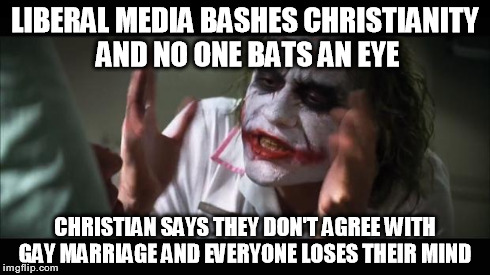 LIBERAL MEDIA BASHES CHRISTIANITY
AND NO ONE BATS AN EYE
CHRISTIAN SAYS THEY DON'T AGREE WITH
GAY MARRIAGE AND EVERYONE LOSES THEIR MIND
imgflip.com